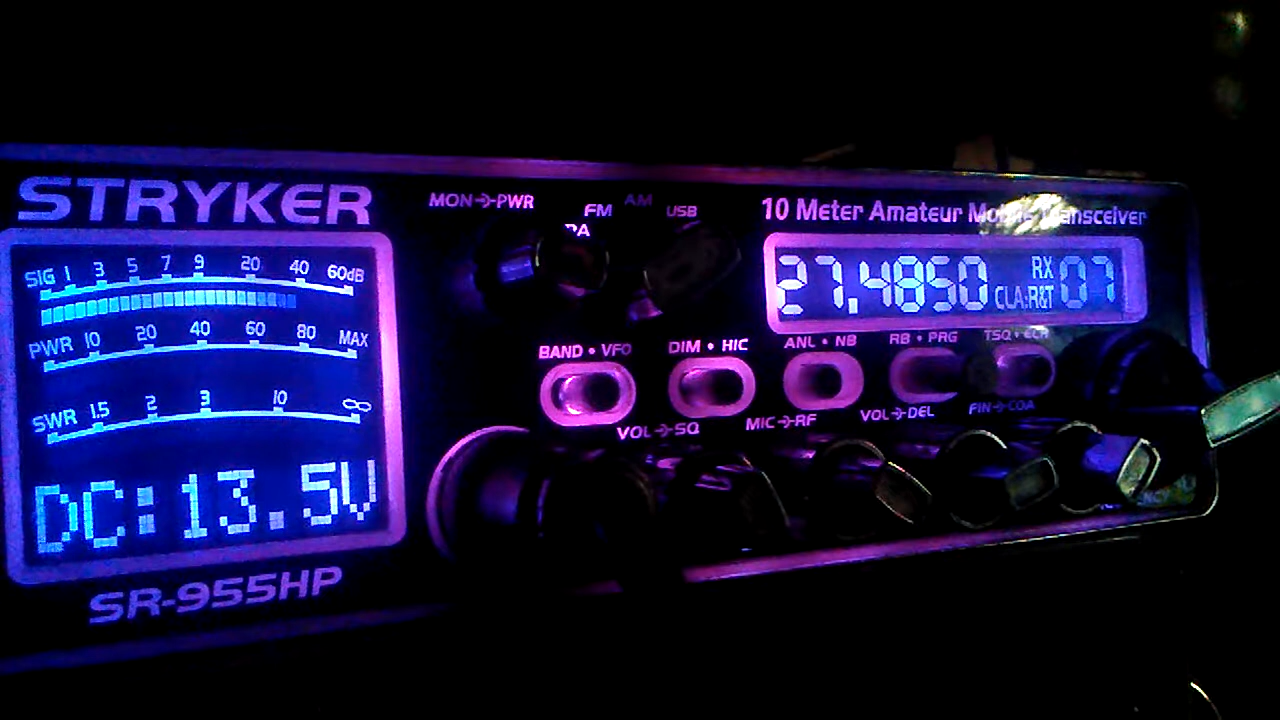 STRYKER
SIG 1 3 5 7 9 20 40 60dB
PWR 10 20 40 60 80 MAX
SWR 1.5 2 3 10 ∞
DC:13.5V
SR-955HP
MON PWR
PA FM AM USB
10 Meter Amateur Mobile Transceiver
27.4850 RX 07
CLA:R&T
BAND • VFO DIM • HIC ANL • NB RB • PRG
VOL SQ MIC RF VOL DEL FIN COA